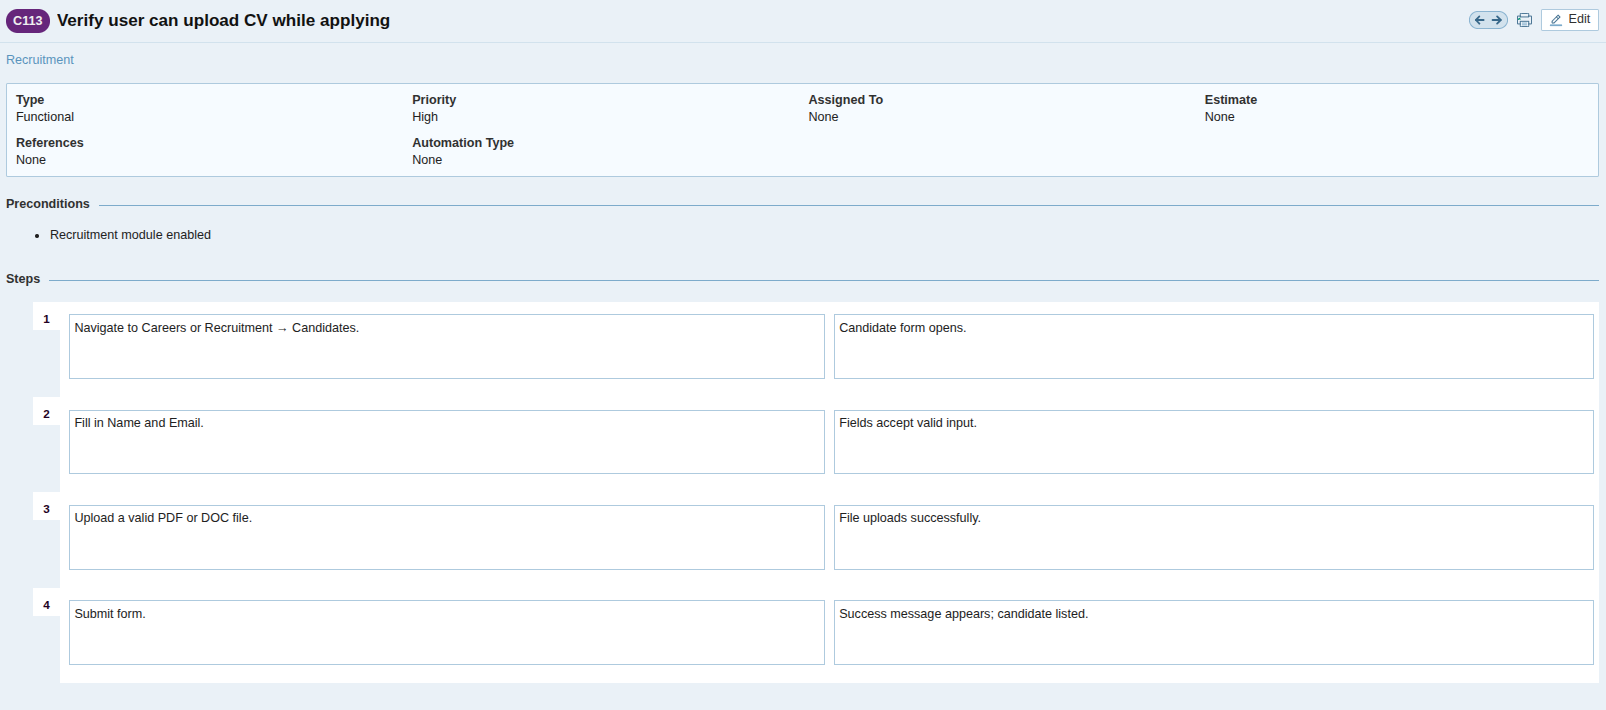 C113 Verify user can upload CV while applying
Edit
Recruitment
Type Priority Assigned To Estimate
Functional High None None
References Automation Type
None None
Preconditions
• Recruitment module enabled
Steps
1 Navigate to Careers or Recruitment → Candidates. Candidate form opens.
2 Fill in Name and Email. Fields accept valid input.
3 Upload a valid PDF or DOC file. File uploads successfully.
4 Submit form. Success message appears; candidate listed.